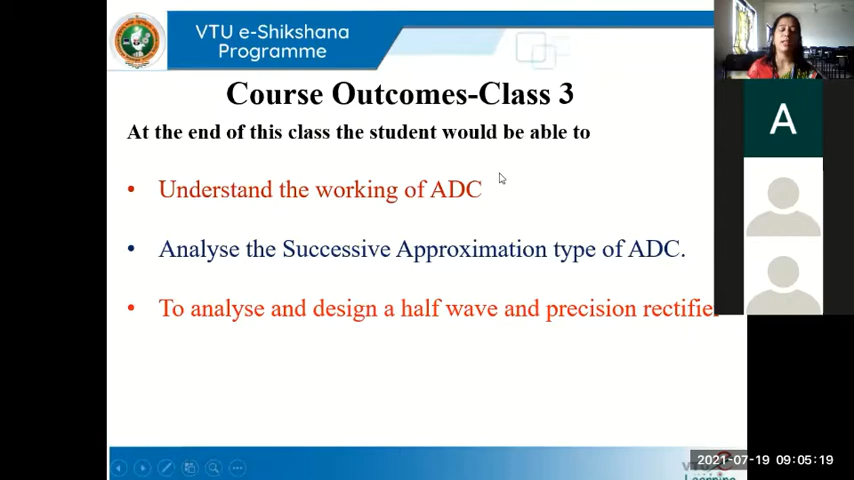 VTU e-Shikshana
Programme
Course Outcomes-Class 3
At the end of this class the student would be able to
• Understand the working of ADC
• Analyse the Successive Approximation type of ADC.
• To analyse and design a half wave and precision rectifier
A
2021-07-19 09:05:19